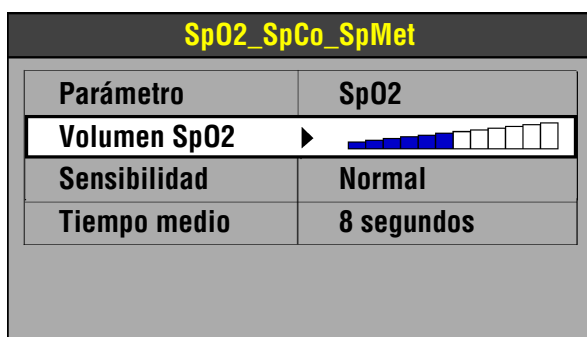 SpO2_SpCo_SpMet
Parámetro SpO2
Volumen SpO2
Sensibilidad Normal
Tiempo medio 8 segundos